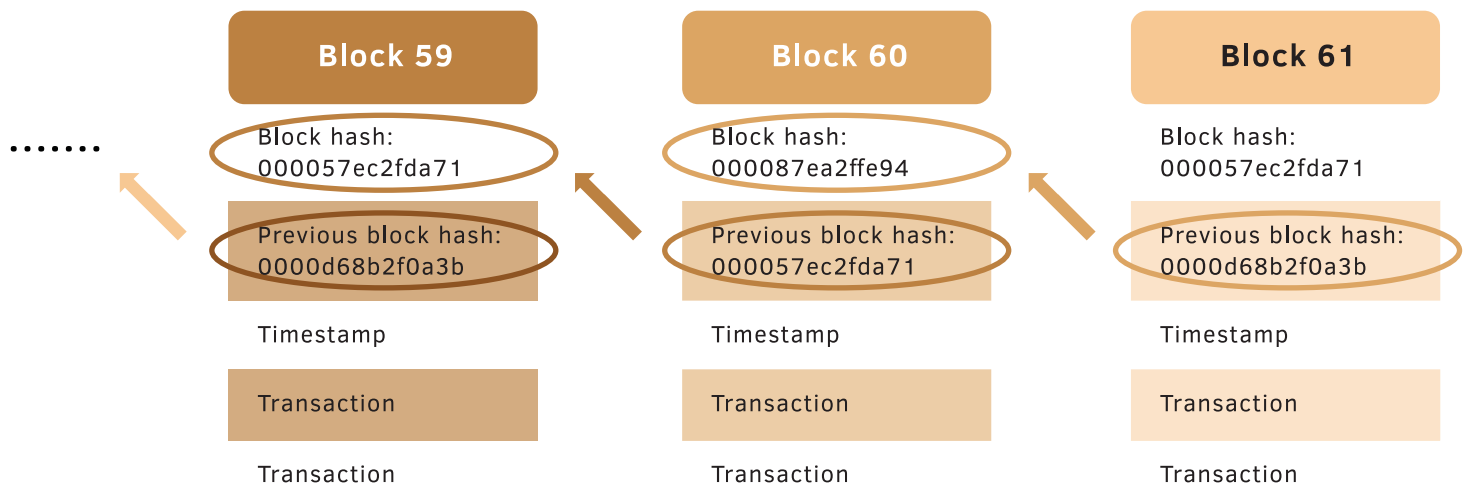 Block 59
Block hash:
000057ec2fda71
Previous block hash:
0000d68b2f0a3b
Timestamp
Transaction
Transaction
Block 60
Block hash:
000087ea2ffe94
Previous block hash:
000057ec2fda71
Timestamp
Transaction
Transaction
Block 61
Block hash:
000057ec2fda71
Previous block hash:
0000d68b2f0a3b
Timestamp
Transaction
Transaction